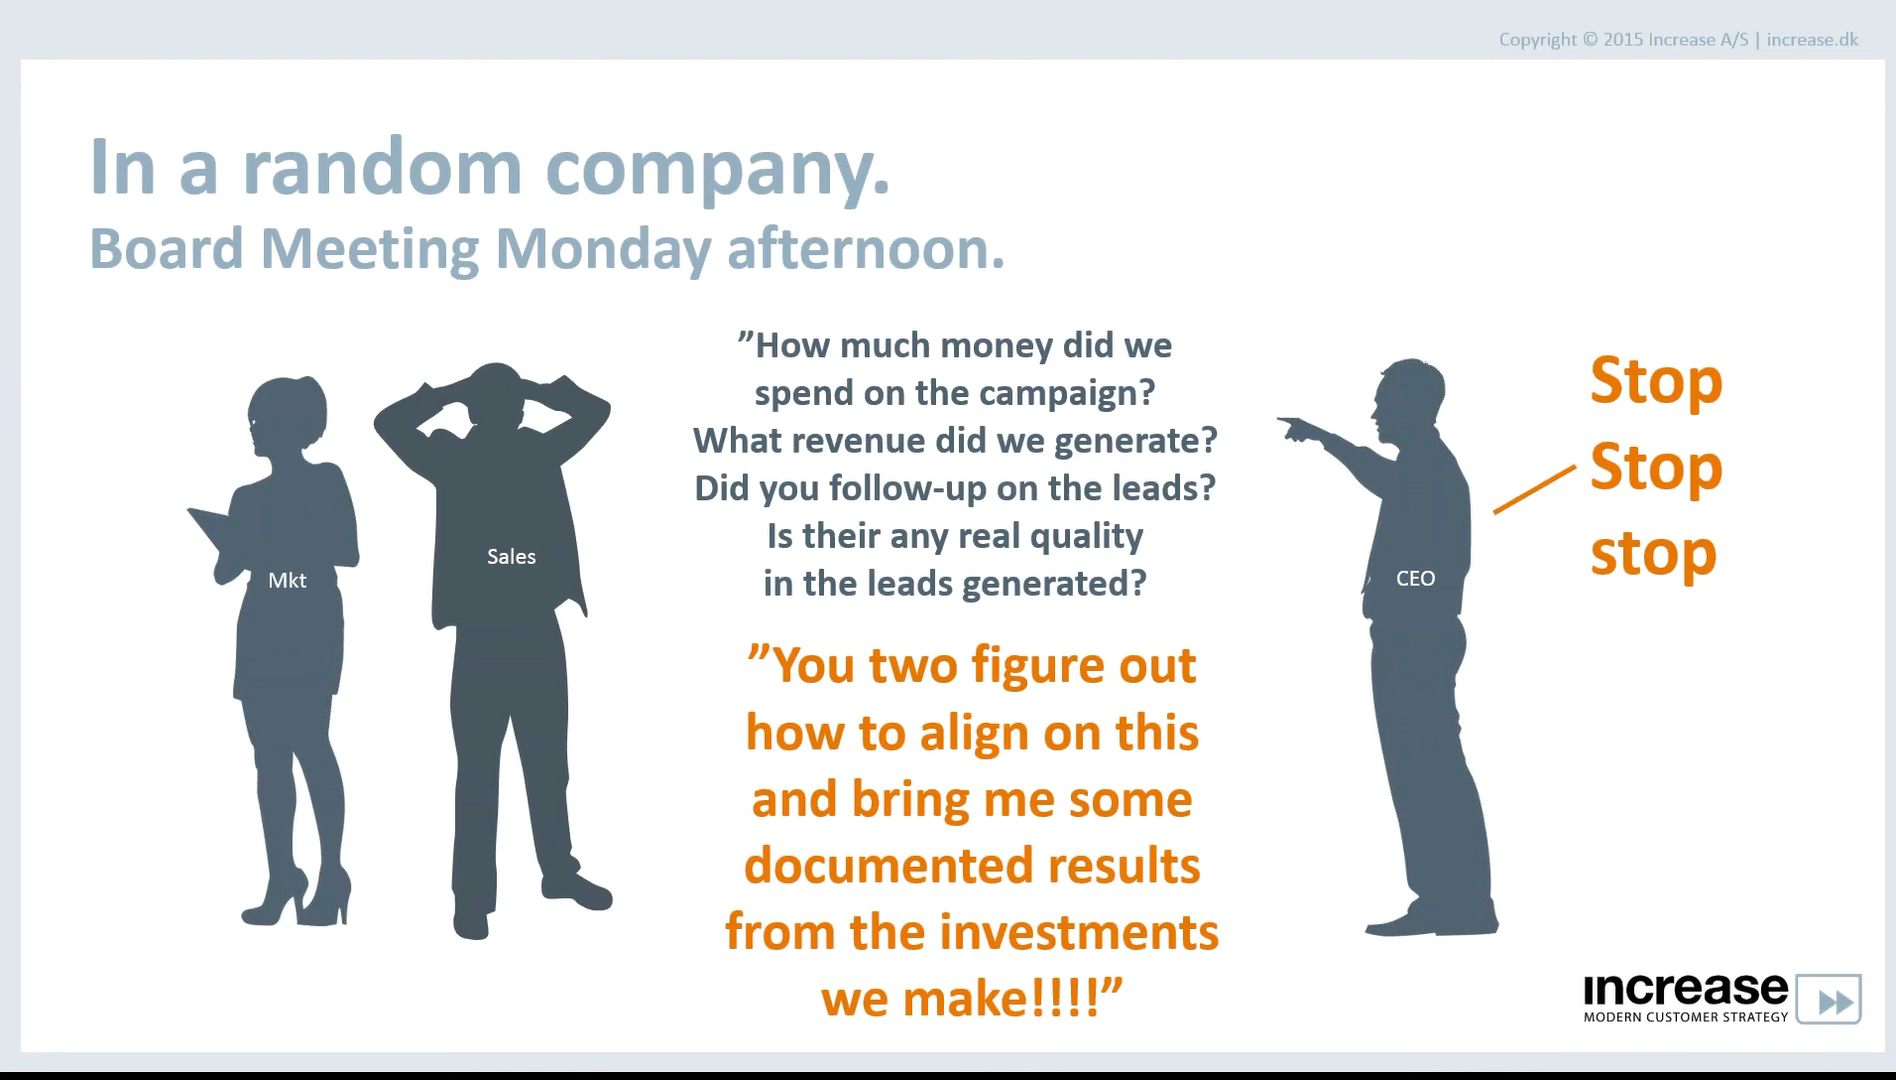 Copyright © 2015 Increase A/S | increase.dk
In a random company.
Board Meeting Monday afternoon.
”How much money did we
spend on the campaign?
What revenue did we generate?
Did you follow-up on the leads?
Is their any real quality
in the leads generated?
”You two figure out
how to align on this
and bring me some
documented results
from the investments
we make!!!!”
Mkt
Sales
CEO
Stop
Stop
stop
increase
MODERN CUSTOMER STRATEGY